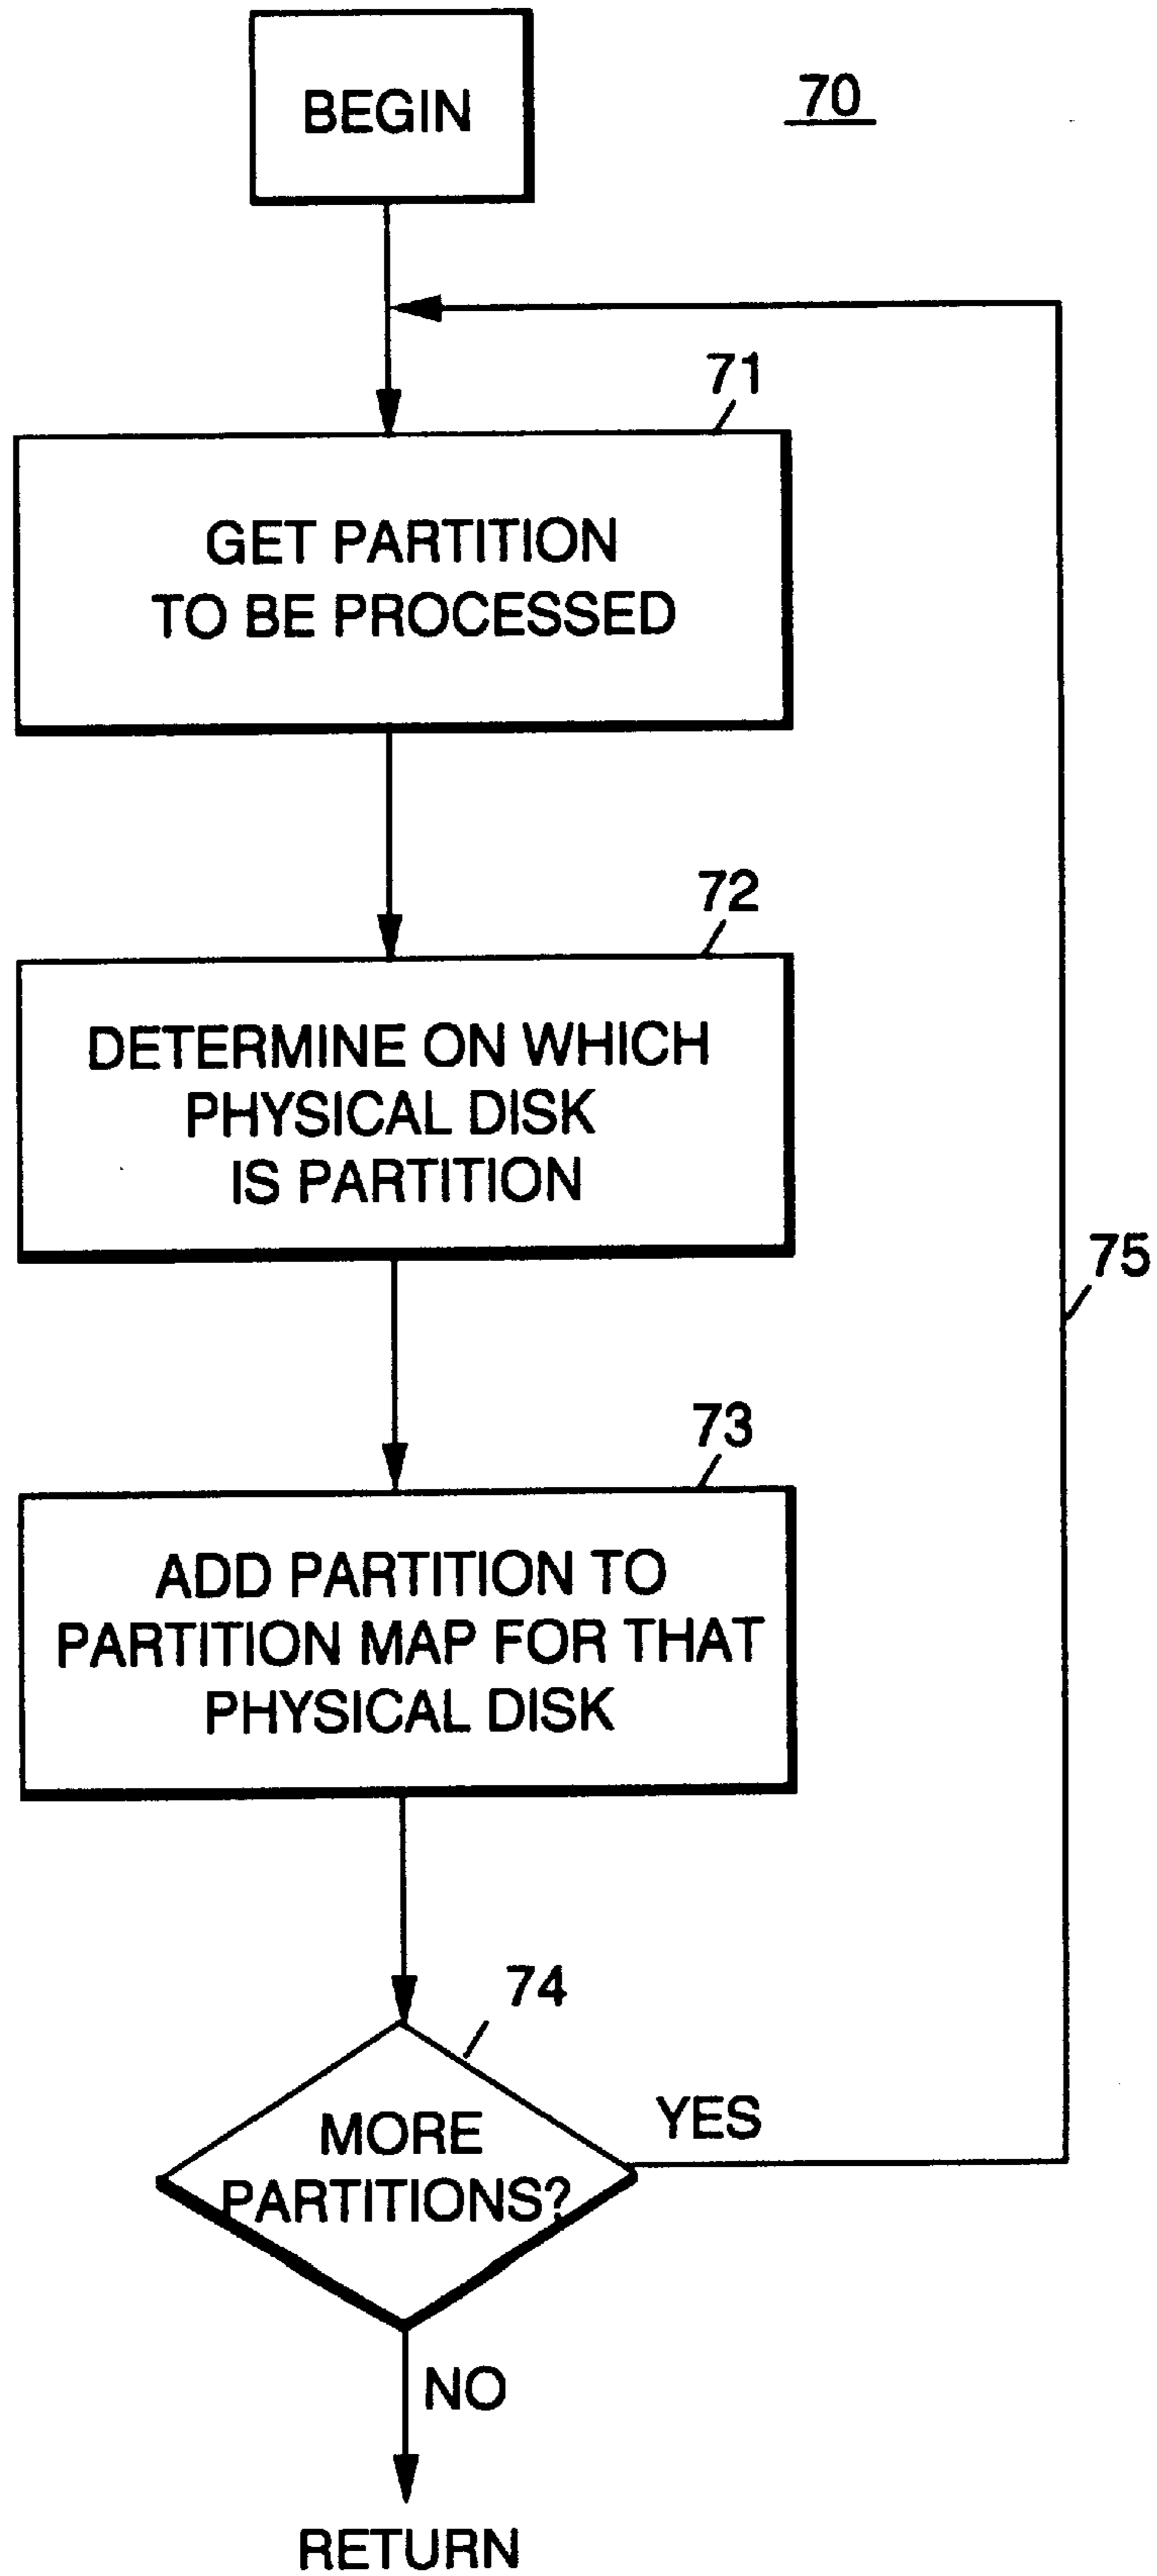 BEGIN
70
71
GET PARTITION
TO BE PROCESSED
72
DETERMINE ON WHICH
PHYSICAL DISK
IS PARTITION
75
73
ADD PARTITION TO
PARTITION MAP FOR THAT
PHYSICAL DISK
74
MORE
PARTITIONS?
YES
NO
RETURN